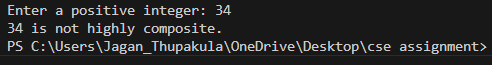 Enter a positive integer: 34
34 is not highly composite.
PS C:\Users\Jagan_Thupakula\OneDrive\Desktop\cse assignment>